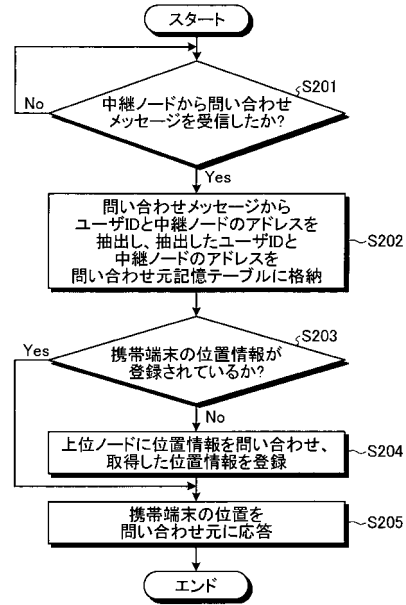 スタート
S201
中継ノードから問い合わせ
メッセージを受信したか?
No
Yes
問い合わせメッセージから
ユーザIDと中継ノードのアドレスを
抽出し、抽出したユーザIDと
中継ノードのアドレスを
問い合わせ元記憶テーブルに格納
S202
S203
Yes
携帯端末の位置情報が
登録されているか?
No
上位ノードに位置情報を問い合わせ、
取得した位置情報を登録
S204
携帯端末の位置を
問い合わせ元に応答
S205
エンド